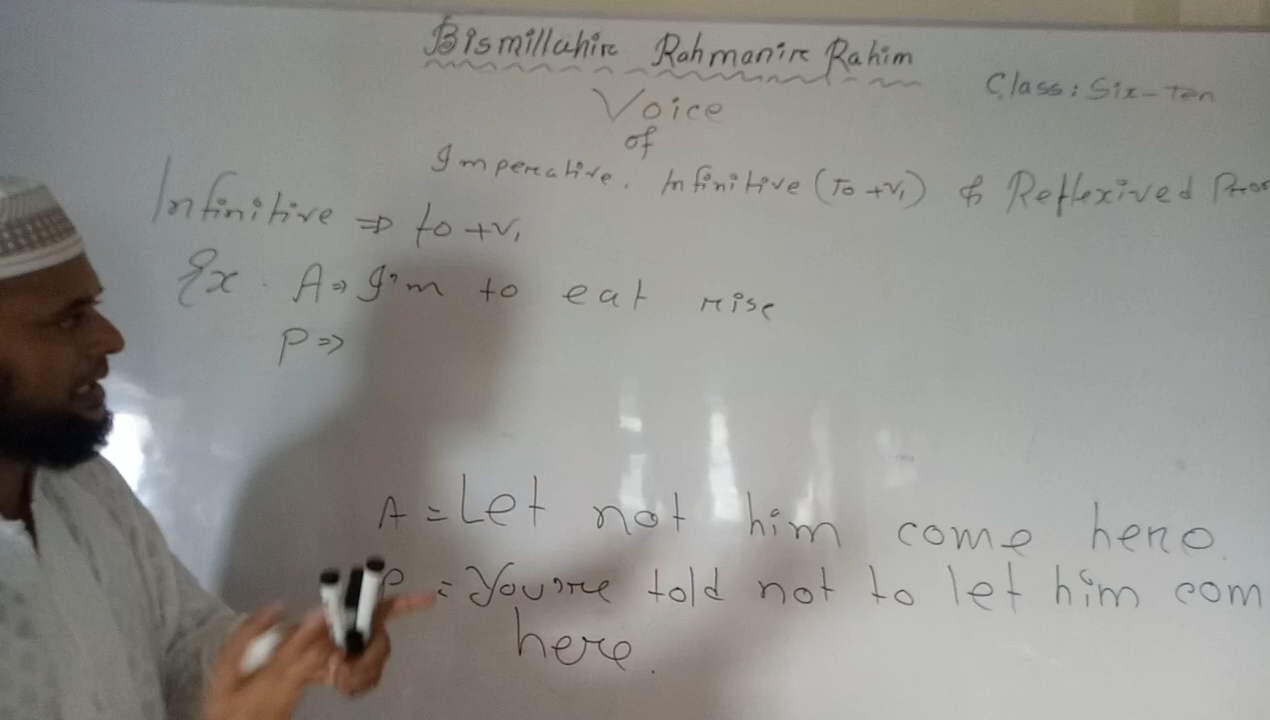 Bismillahir Rahmanir Rahim
Class: Six-Ten
Voice
of
Imperative, Infinitive (To +V₁) & Reflexived Pron
Infinitive ⇒ to +V₁
Ex: A⇒ I'm to eat rise
P⇒
A = Let not him come here.
P = You're told not to let him com
here.